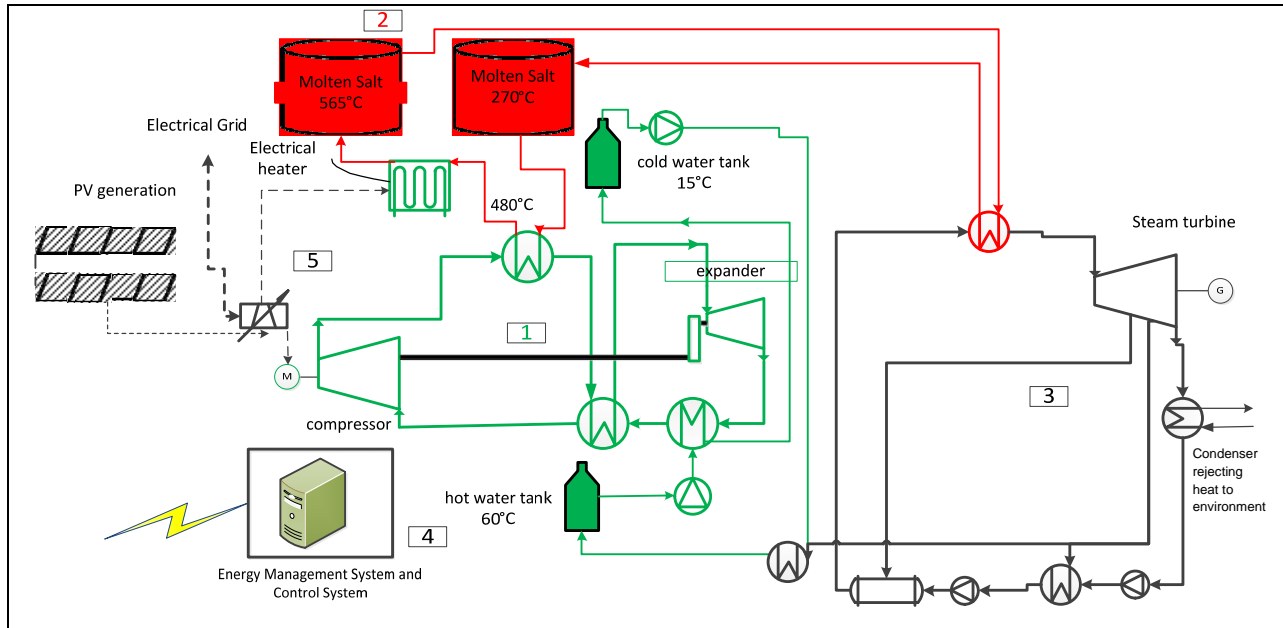 2
Molten Salt
565°C
Molten Salt
270°C
Electrical Grid
Electrical
heater
cold water tank
15°C
PV generation
480°C
Steam turbine
5
expander
G
1
M
3
compressor
Condenser
rejecting
heat to
environment
hot water tank
60°C
4
Energy Management System and
Control System